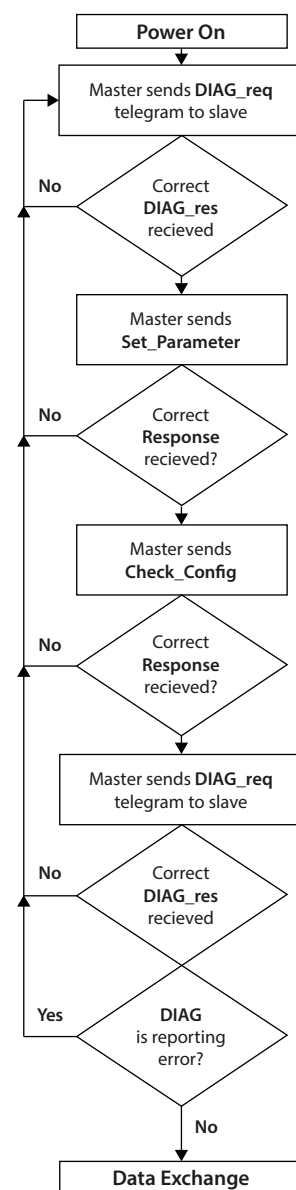 Power On
Master sends DIAG_req
telegram to slave
No
Correct
DIAG_res
recieved
Master sends
Set_Parameter
No
Correct
Response
recieved?
Master sends
Check_Config
No
Correct
Response
recieved?
Master sends DIAG_req
telegram to slave
No
Correct
DIAG_res
recieved
Yes
DIAG
is reporting
error?
No
Data Exchange